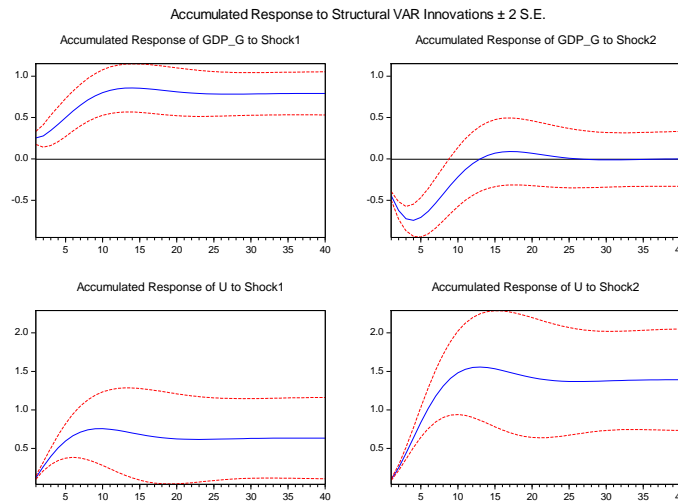 Accumulated Response to Structural VAR Innovations ± 2 S.E.
Accumulated Response of GDP_G to Shock1
1.0
0.5
0.0
-0.5
5 10 15 20 25 30 35 40
Accumulated Response of GDP_G to Shock2
1.0
0.5
0.0
-0.5
5 10 15 20 25 30 35 40
Accumulated Response of U to Shock1
2.0
1.5
1.0
0.5
5 10 15 20 25 30 35 40
Accumulated Response of U to Shock2
2.0
1.5
1.0
0.5
5 10 15 20 25 30 35 40